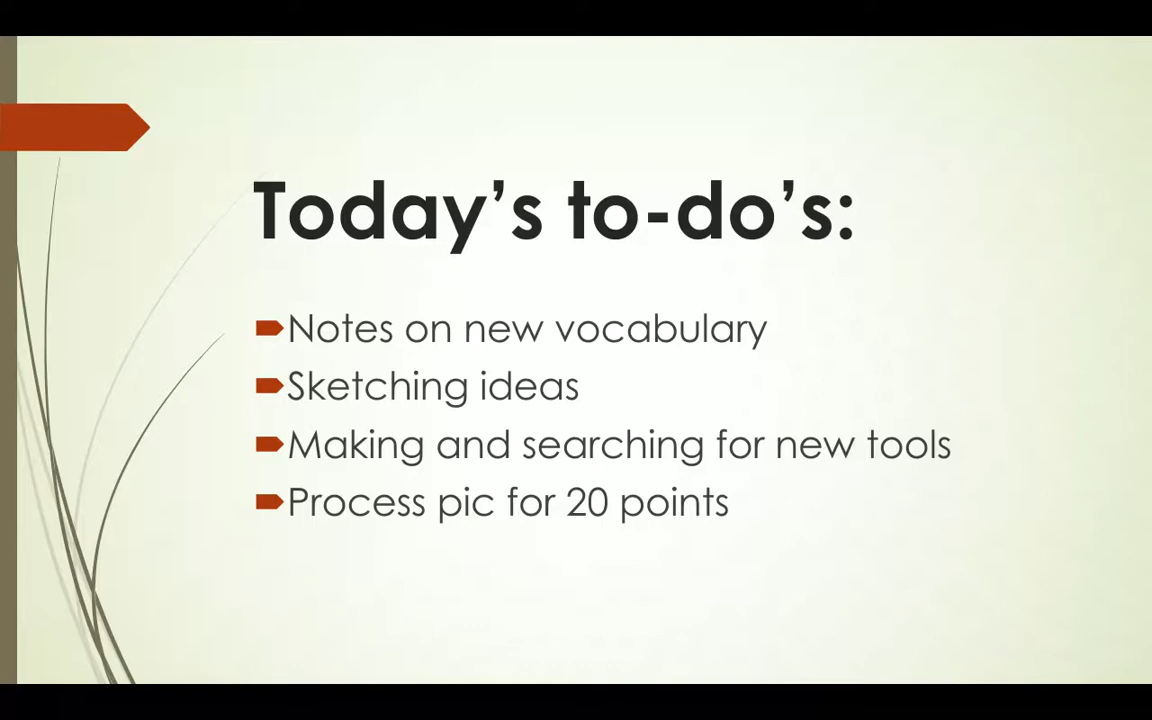 Today’s to-do’s:
Notes on new vocabulary
Sketching ideas
Making and searching for new tools
Process pic for 20 points